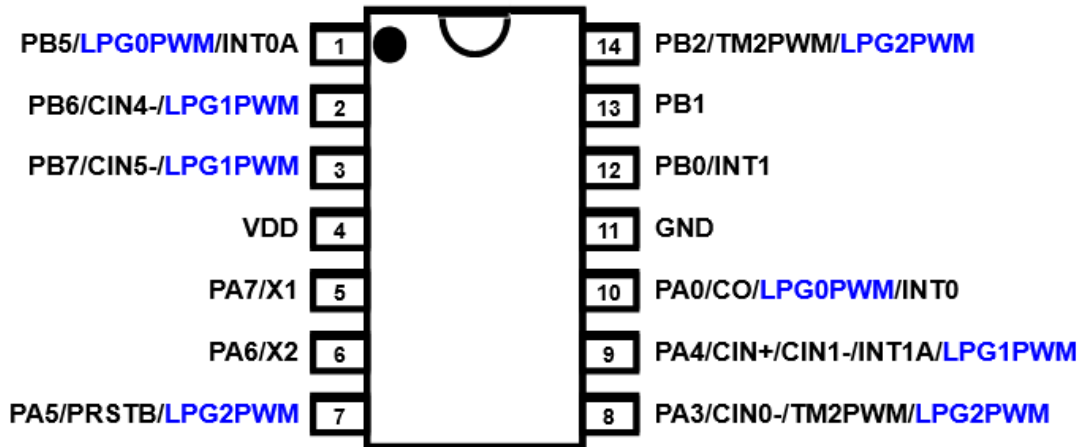 PB5/LPG0PWM/INT0A 1 14 PB2/TM2PWM/LPG2PWM
PB6/CIN4-/LPG1PWM 2 13 PB1
PB7/CIN5-/LPG1PWM 3 12 PB0/INT1
VDD 4 11 GND
PA7/X1 5 10 PA0/CO/LPG0PWM/INT0
PA6/X2 6 9 PA4/CIN+/CIN1-/INT1A/LPG1PWM
PA5/PRSTB/LPG2PWM 7 8 PA3/CIN0-/TM2PWM/LPG2PWM